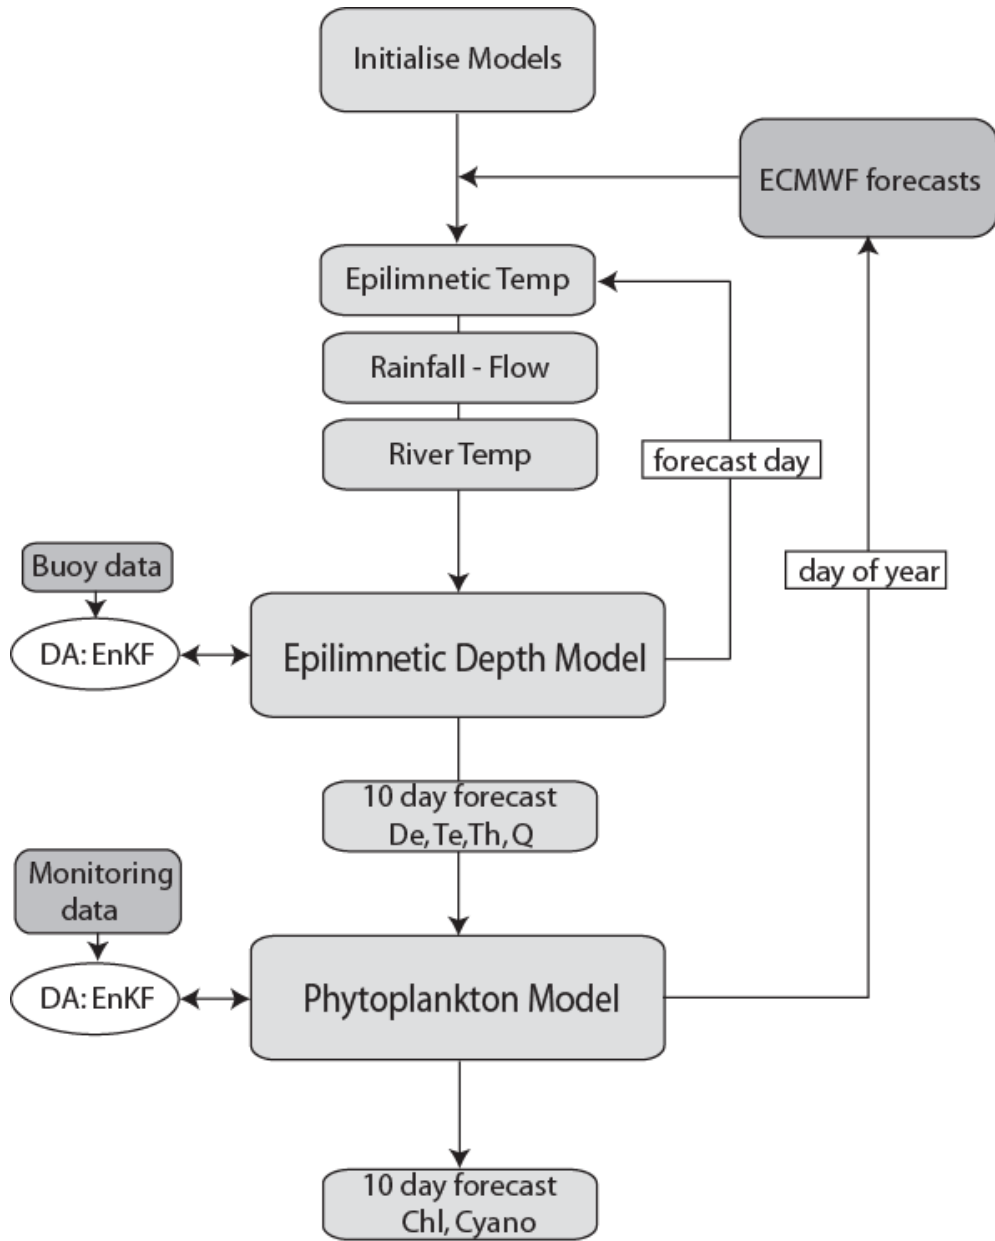 Initialise Models
ECMWF forecasts
Epilimnetic Temp
Rainfall - Flow
River Temp
forecast day
Buoy data
day of year
DA: EnKF
Epilimnetic Depth Model
10 day forecast
De, Te,Th, Q
Monitoring
data
DA: EnKF
Phytoplankton Model
10 day forecast
Chl, Cyano